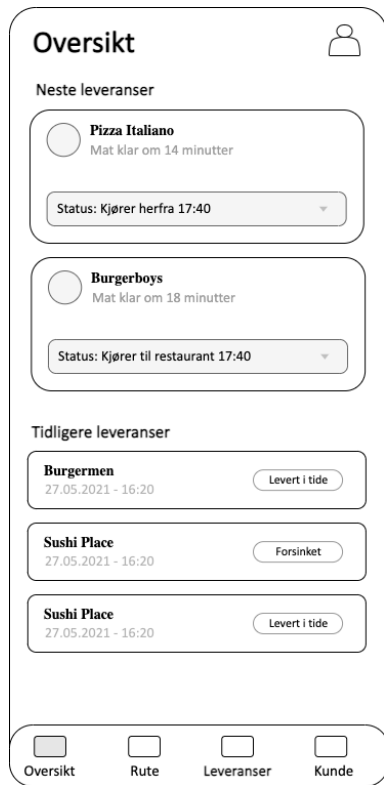 Oversikt
Neste leveranser
Pizza Italiano
Mat klar om 14 minutter
Status: Kjører herfra 17:40
Burgerboys
Mat klar om 18 minutter
Status: Kjører til restaurant 17:40
Tidligere leveranser
Burgermen
27.05.2021 - 16:20
Levert i tide
Sushi Place
27.05.2021 - 16:20
Forsinket
Sushi Place
27.05.2021 - 16:20
Levert i tide
Oversikt Rute Leveranser Kunde